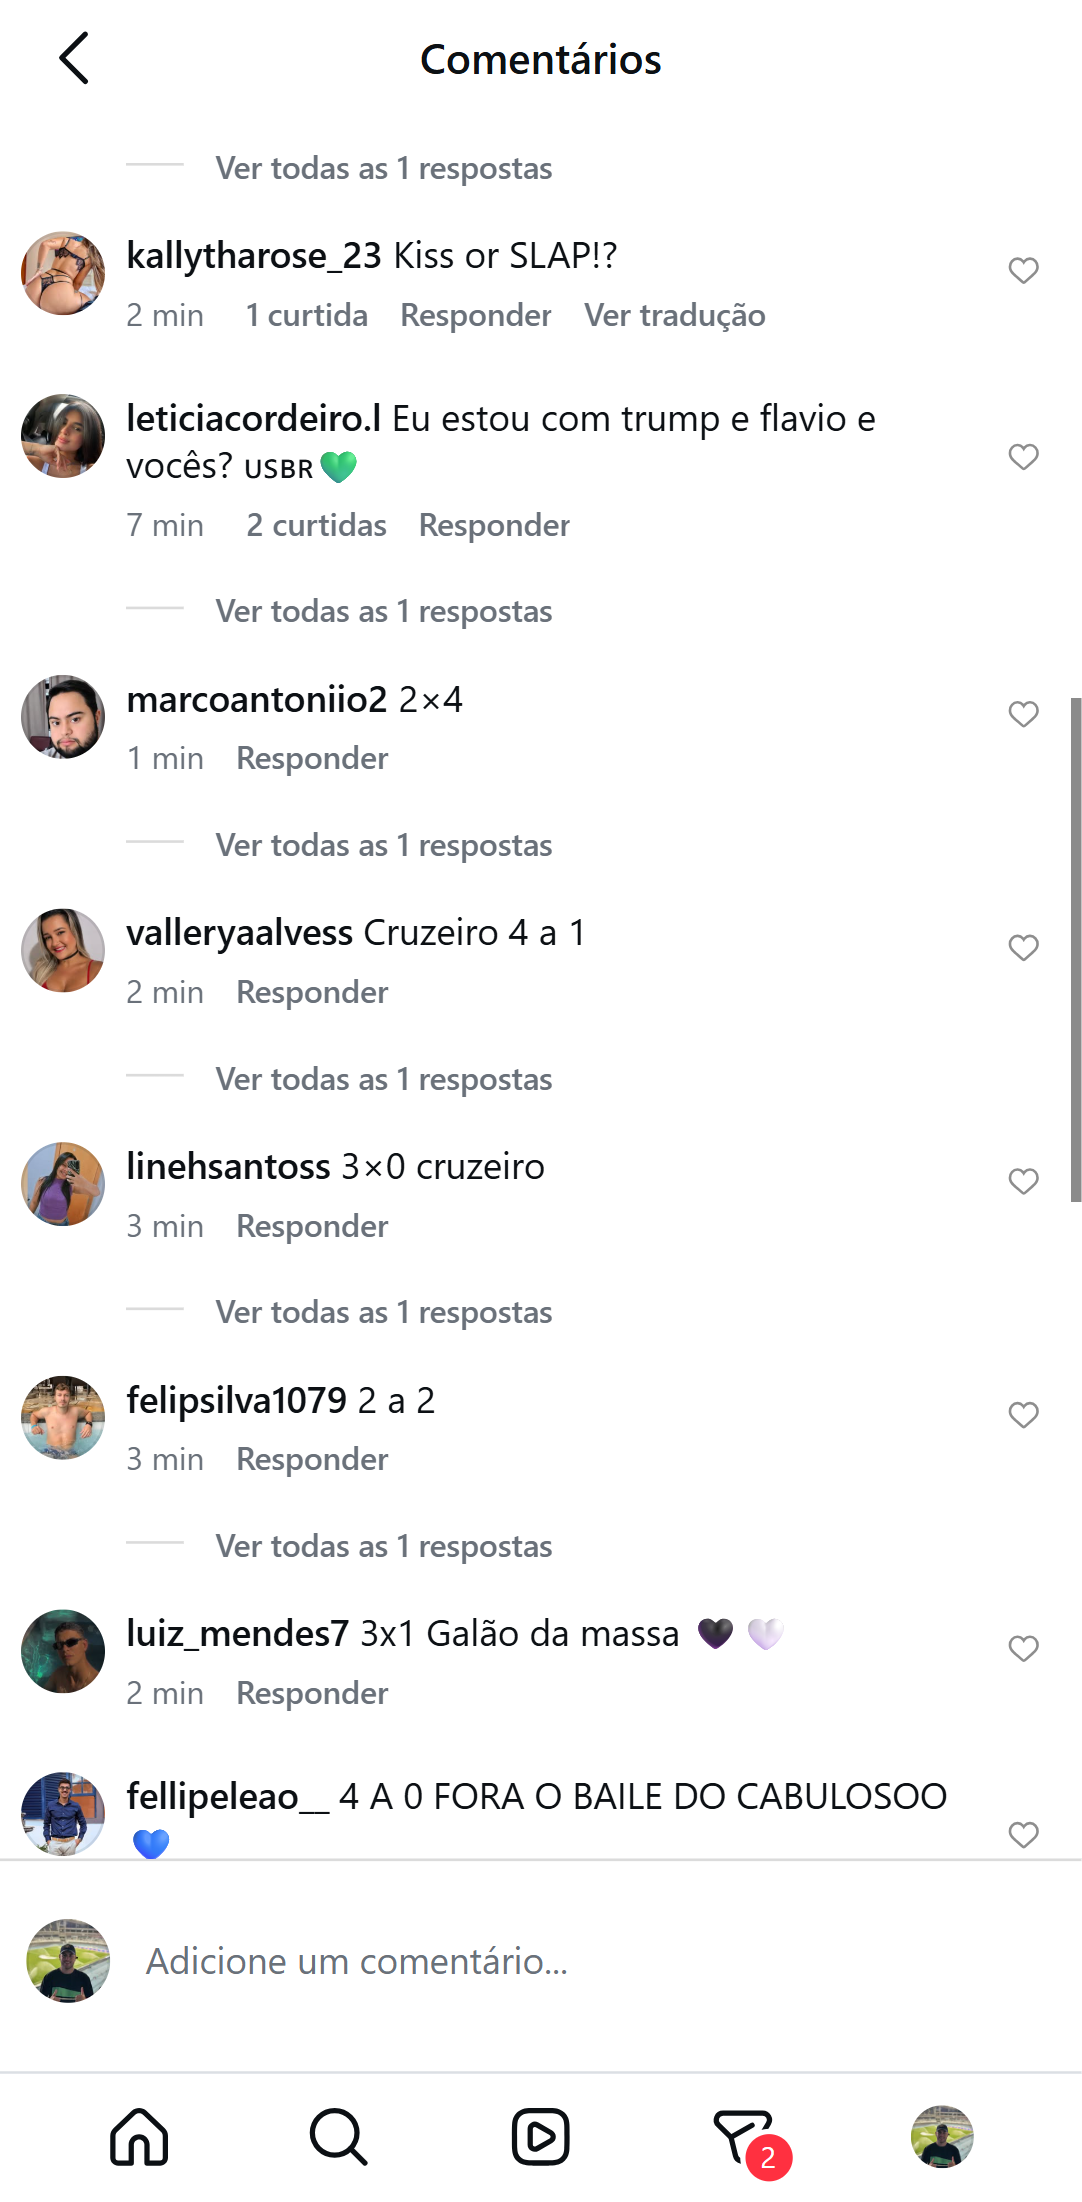 Comentários
Ver todas as 1 respostas
kallytharose_23 Kiss or SLAP!?
2 min 1 curtida Responder Ver tradução
leticiacordeiro.l Eu estou com trump e flavio e
vocês? ᴜsʙʀ💚
7 min 2 curtidas Responder
Ver todas as 1 respostas
marcoantoniio2 2×4
1 min Responder
Ver todas as 1 respostas
valleryaalvess Cruzeiro 4 a 1
2 min Responder
Ver todas as 1 respostas
linehsantoss 3×0 cruzeiro
3 min Responder
Ver todas as 1 respostas
felipsilva1079 2 a 2
3 min Responder
Ver todas as 1 respostas
luiz_mendes7 3x1 Galão da massa 🖤🤍
2 min Responder
fellipeleao__ 4 A 0 FORA O BAILE DO CABULOSOO
💙
Adicione um comentário...
2